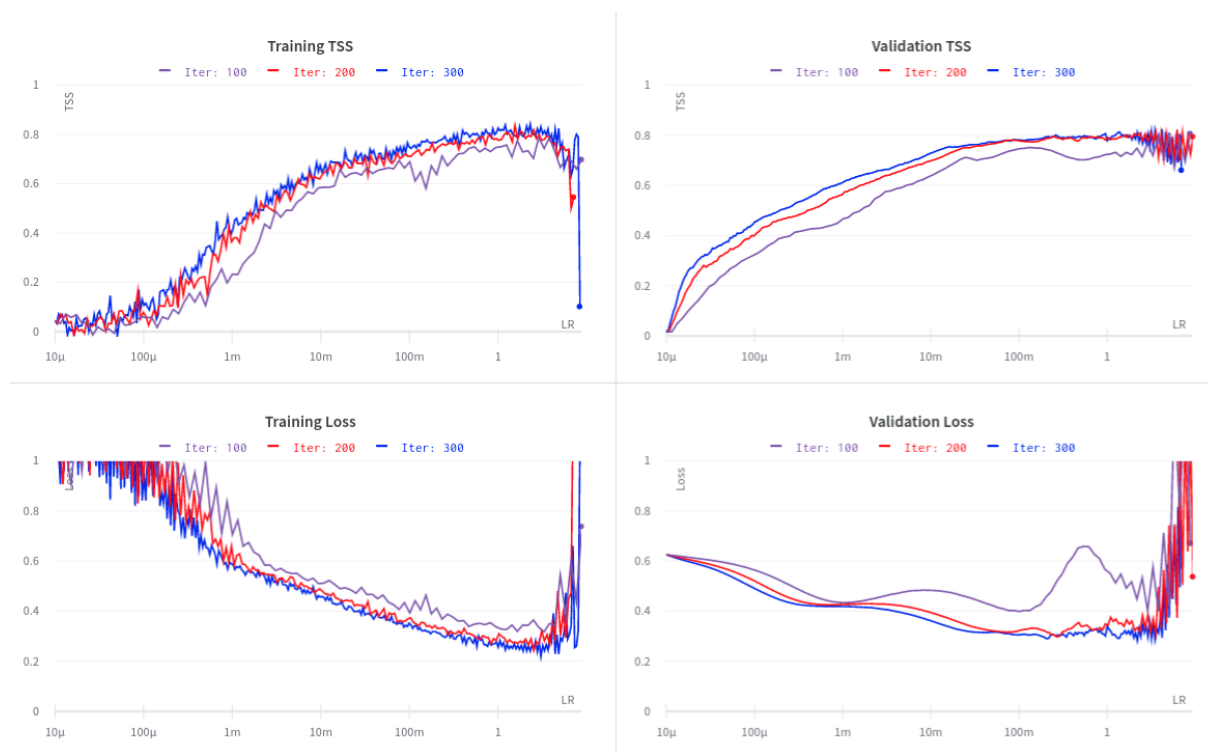 Training TSS
Iter: 100 Iter: 200 Iter: 300
1
TSS
0.8
0.6
0.4
0.2
0
LR
10µ 100µ 1m 10m 100m 1
Validation TSS
Iter: 100 Iter: 200 Iter: 300
1
TSS
0.8
0.6
0.4
0.2
0
LR
10µ 100µ 1m 10m 100m 1
Training Loss
Iter: 100 Iter: 200 Iter: 300
1
Loss
0.8
0.6
0.4
0.2
0
LR
10µ 100µ 1m 10m 100m 1
Validation Loss
Iter: 100 Iter: 200 Iter: 300
1
Loss
0.8
0.6
0.4
0.2
0
LR
10µ 100µ 1m 10m 100m 1